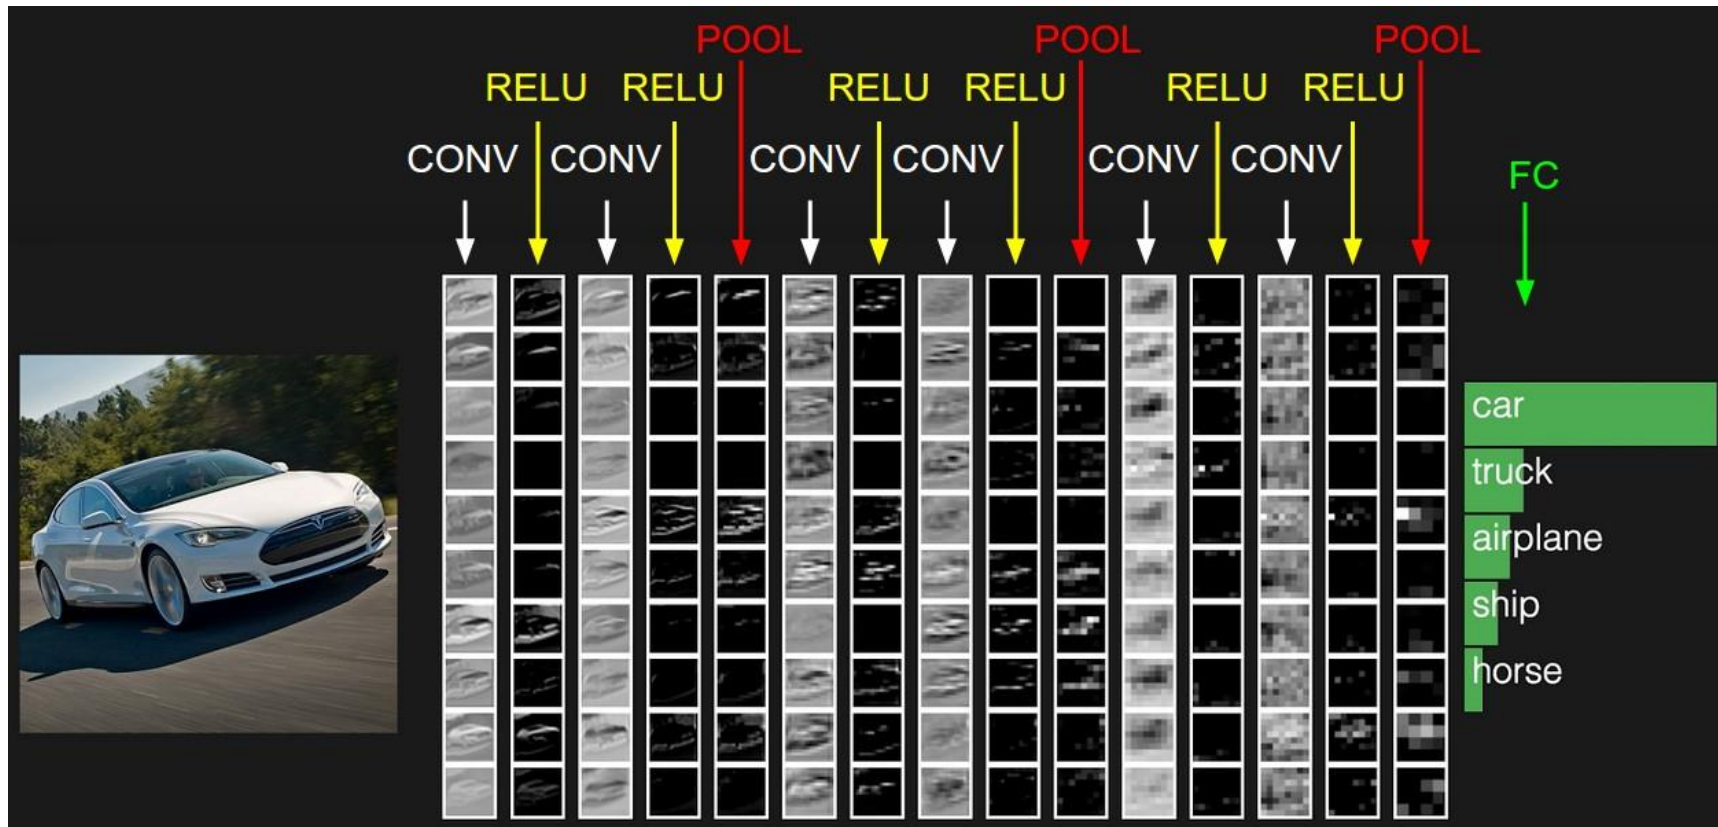 POOL POOL POOL
RELU RELU RELU RELU RELU RELU
CONV CONV CONV CONV CONV CONV
FC
car
truck
airplane
ship
horse